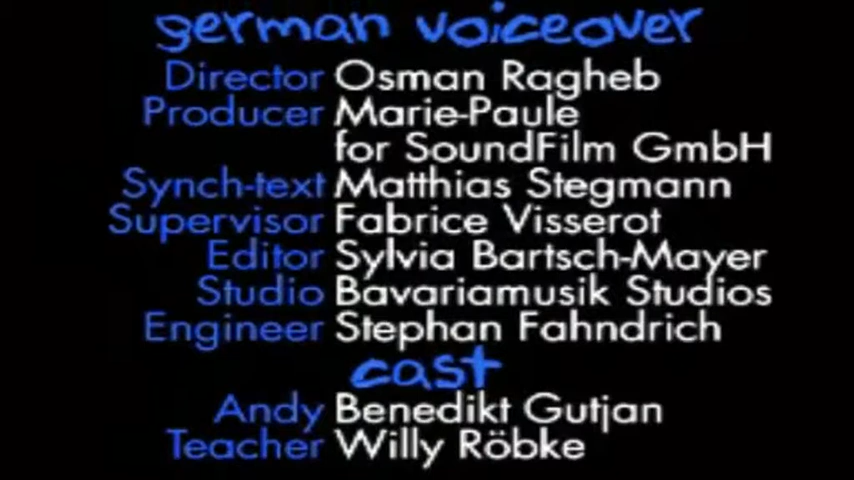 german voiceover
Director Osman Ragheb
Producer Marie-Paule
for SoundFilm GmbH
Synch-text Matthias Stegmann
Supervisor Fabrice Visserot
Editor Sylvia Bartsch-Mayer
Studio Bavariamusik Studios
Engineer Stephan Fahndrich
cast
Andy Benedikt Gutjan
Teacher Willy Röbke